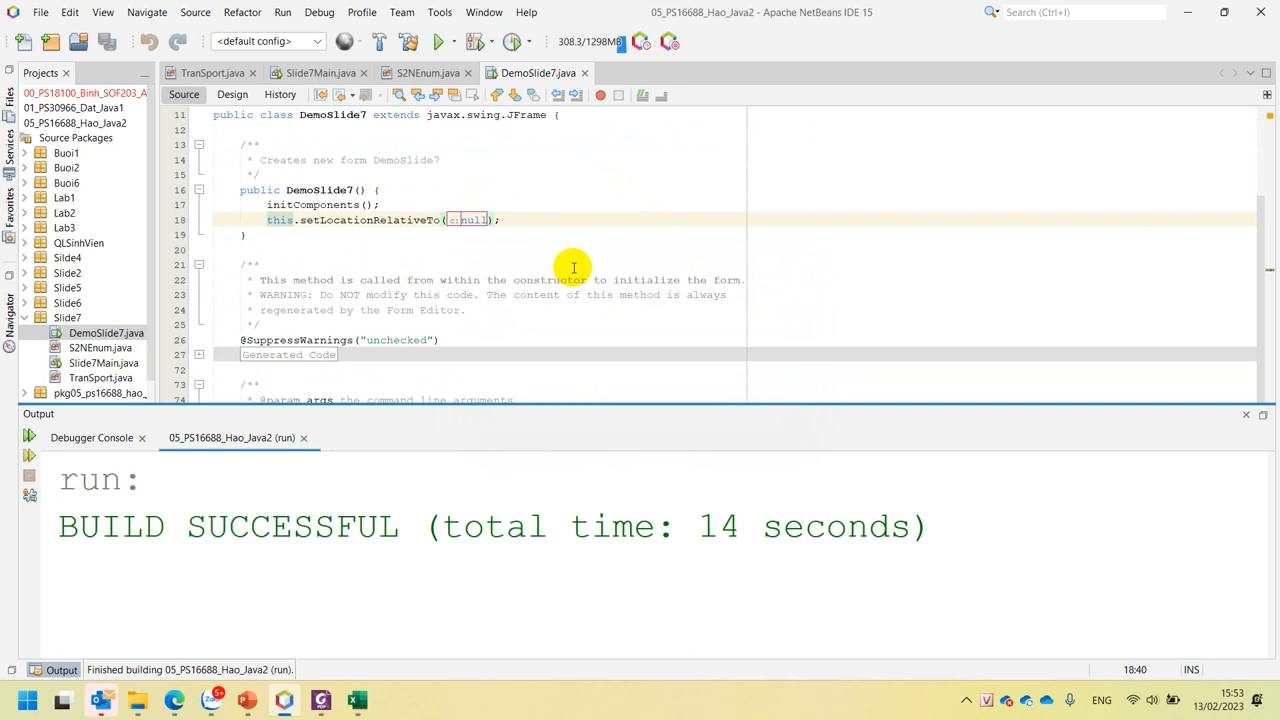 File Edit View Navigate Source Refactor Run Debug Profile Team Tools Window Help 05_PS16688_Hao_Java2 - Apache NetBeans IDE 15 Search (Ctrl+I)
<default config> 308.3/1298MB
Projects TranSport.java Slide7Main.java S2NEnum.java DemoSlide7.java
Source Design History
Files
Services
Favorites
Navigator
00_PS18100_Binh_SOF203_A
01_PS30966_Dat_Java1
05_PS16688_Hao_Java2
Source Packages
Buoi1
Buoi2
Buoi6
Lab1
Lab2
Lab3
QLSinhVien
Silde4
Slide2
Slide5
Slide6
Slide7
DemoSlide7.java
S2NEnum.java
Slide7Main.java
TranSport.java
pkg05_ps16688_hao_
11 public class DemoSlide7 extends javax.swing.JFrame {
12
13 /**
14 * Creates new form DemoSlide7
15 */
16 public DemoSlide7() {
17 initComponents();
18 this.setLocationRelativeTo(c:null);
19 }
20
21 /**
22 * This method is called from within the constructor to initialize the form.
23 * WARNING: Do NOT modify this code. The content of this method is always
24 * regenerated by the Form Editor.
25 */
26 @SuppressWarnings("unchecked")
27 Generated Code
72
73 /**
74 * @param args the command line arguments
Output
Debugger Console 05_PS16688_Hao_Java2 (run)
run:
BUILD SUCCESSFUL (total time: 14 seconds)
Output Finished building 05_PS16688_Hao_Java2 (run). 18:40 INS
Zalo 5+
ENG 15:53
13/02/2023